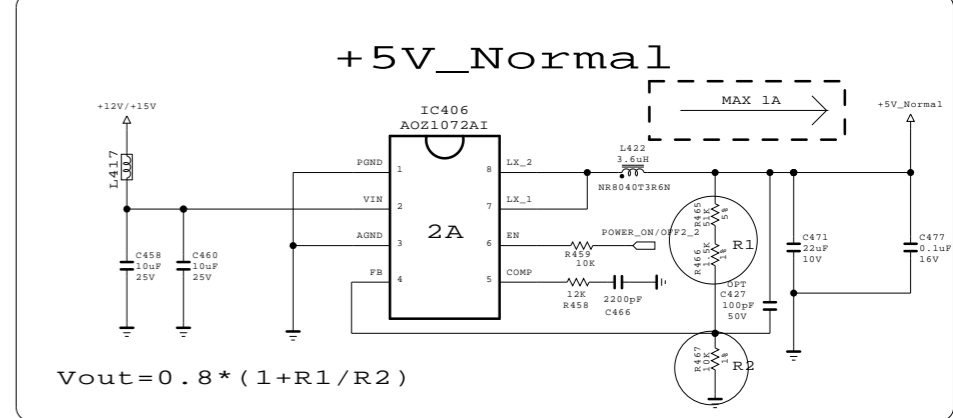 +5V_Normal
MAX 1A
+12V/+15V
IC406
AOZ1072AI
+5V_Normal
L417
L422
3.6uH
NR8040T3R6N
PGND
1
8
LX_2
VIN
2
7
LX_1
AGND
3
6
EN
2A
FB
4
5
COMP
POWER_ON/OFF2_2
R459
10K
12K
R458
2200pF
C466
C458
10uF
25V
C460
10uF
25V
R465
51K
5%
R466
1.5K
1%
R1
OPT
C427
100pF
50V
C471
22uF
10V
C477
0.1uF
16V
R467
10K
1%
R2
Vout=0.8*(1+R1/R2)